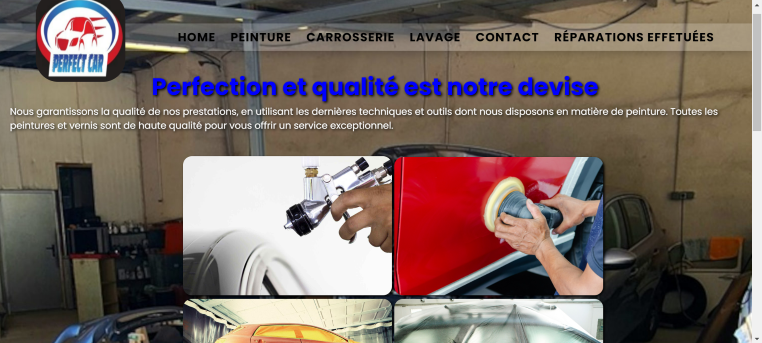 PERFECT CAR
HOME PEINTURE CARROSSERIE LAVAGE CONTACT RÉPARATIONS EFFETUÉES
Perfection et qualité est notre devise
Nous garantissons la qualité de nos prestations, en utilisant les dernières techniques et outils dont nous disposons en matière de peinture. Toutes les
peintures et vernis sont de haute qualité pour vous offrir un service exceptionnel.